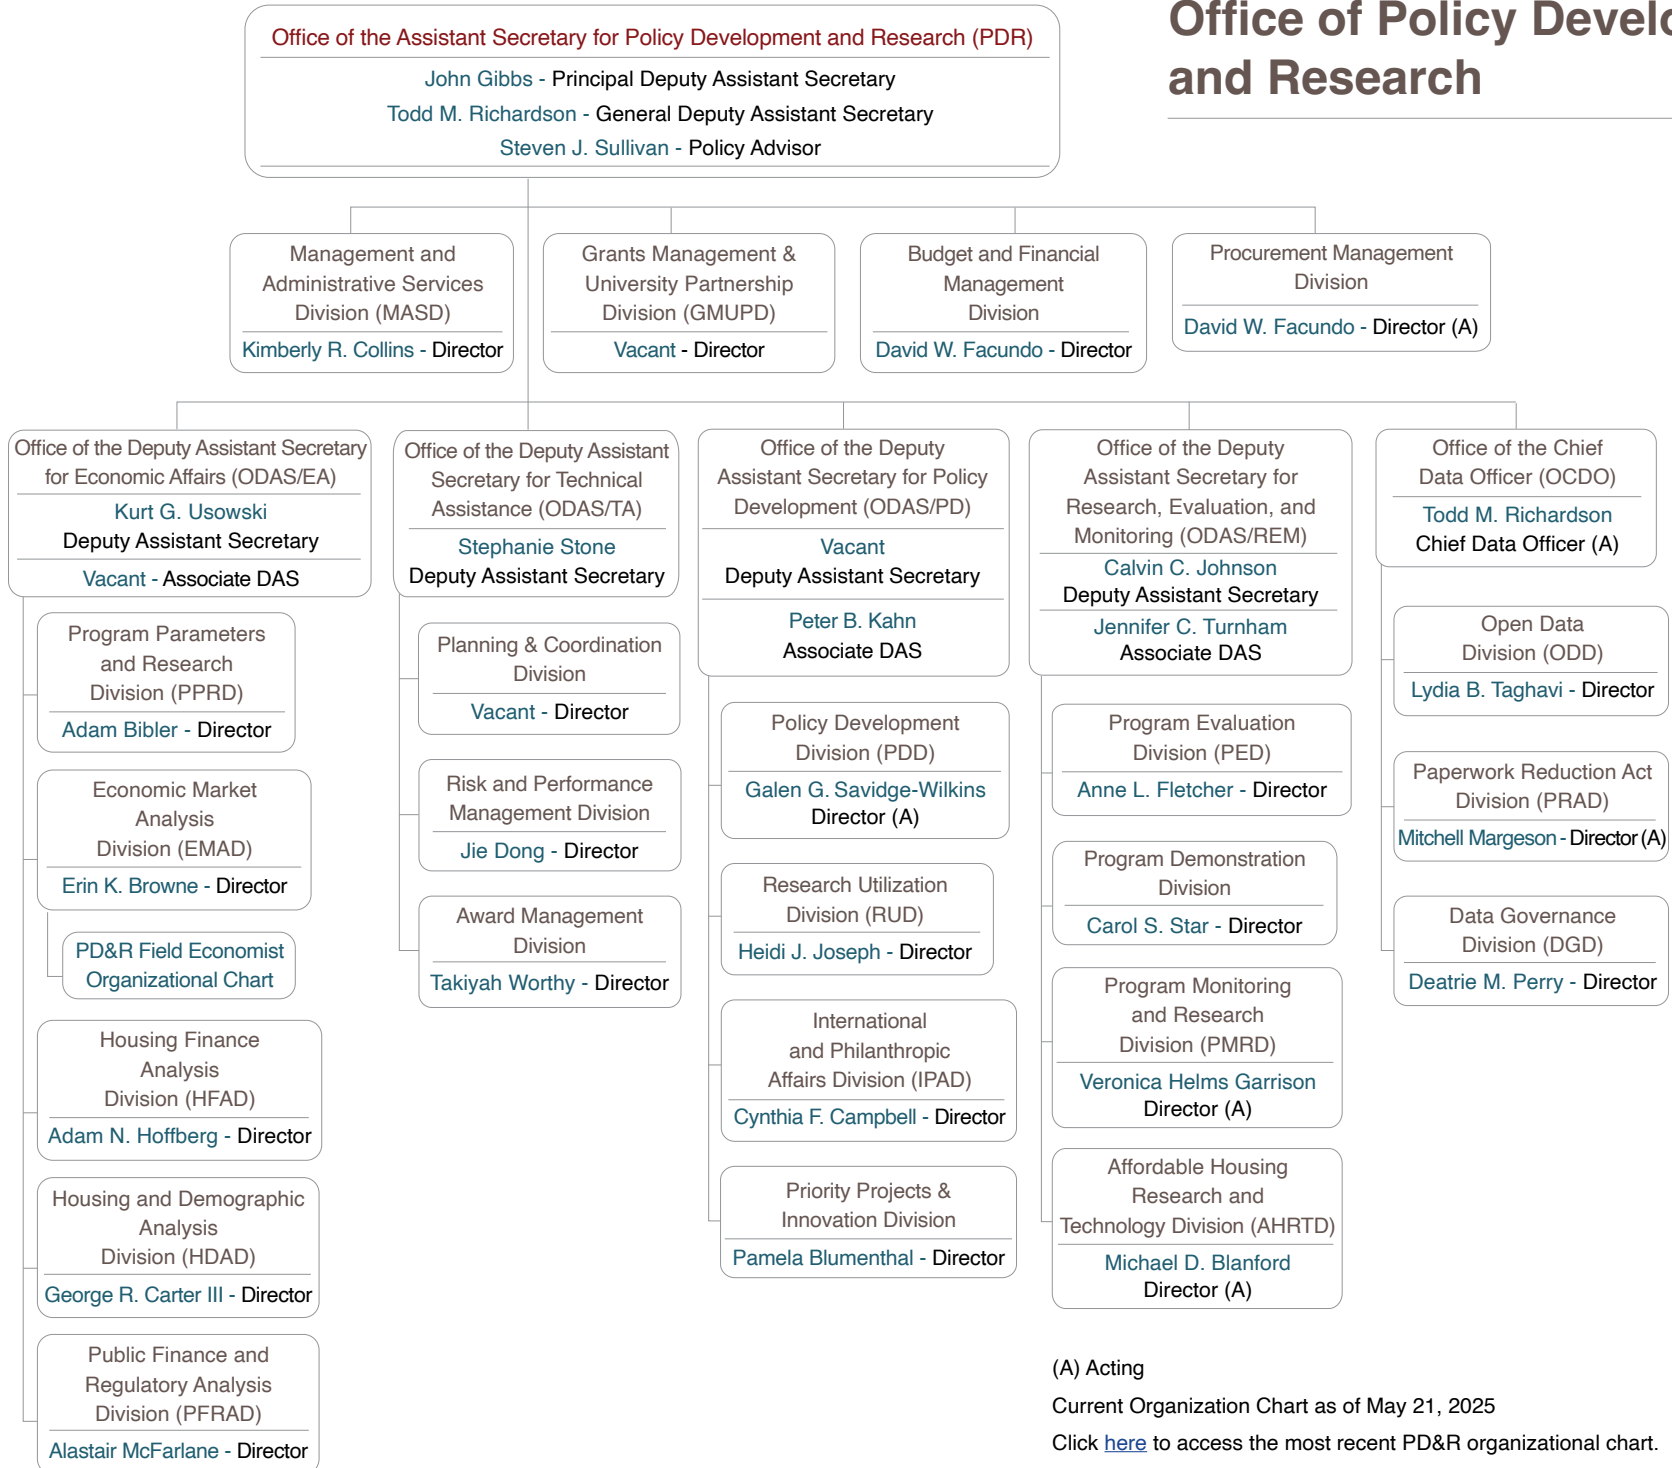 Office of Policy Develo
and Research
Office of the Assistant Secretary for Policy Development and Research (PDR)
John Gibbs - Principal Deputy Assistant Secretary
Todd M. Richardson - General Deputy Assistant Secretary
Steven J. Sullivan - Policy Advisor
Management and
Administrative Services
Division (MASD)
Kimberly R. Collins - Director
Grants Management &
University Partnership
Division (GMUPD)
Vacant - Director
Budget and Financial
Management
Division
David W. Facundo - Director
Procurement Management
Division
David W. Facundo - Director (A)
Office of the Deputy Assistant Secretary
for Economic Affairs (ODAS/EA)
Kurt G. Usowski
Deputy Assistant Secretary
Vacant - Associate DAS
Program Parameters
and Research
Division (PPRD)
Adam Bibler - Director
Economic Market
Analysis
Division (EMAD)
Erin K. Browne - Director
PD&R Field Economist
Organizational Chart
Housing Finance
Analysis
Division (HFAD)
Adam N. Hoffberg - Director
Housing and Demographic
Analysis
Division (HDAD)
George R. Carter III - Director
Public Finance and
Regulatory Analysis
Division (PFRAD)
Alastair McFarlane - Director
Office of the Deputy Assistant
Secretary for Technical
Assistance (ODAS/TA)
Stephanie Stone
Deputy Assistant Secretary
Planning & Coordination
Division
Vacant - Director
Risk and Performance
Management Division
Jie Dong - Director
Award Management
Division
Takiyah Worthy - Director
Office of the Deputy
Assistant Secretary for Policy
Development (ODAS/PD)
Vacant
Deputy Assistant Secretary
Peter B. Kahn
Associate DAS
Policy Development
Division (PDD)
Galen G. Savidge-Wilkins
Director (A)
Research Utilization
Division (RUD)
Heidi J. Joseph - Director
International
and Philanthropic
Affairs Division (IPAD)
Cynthia F. Campbell - Director
Priority Projects &
Innovation Division
Pamela Blumenthal - Director
Office of the Deputy
Assistant Secretary for
Research, Evaluation, and
Monitoring (ODAS/REM)
Calvin C. Johnson
Deputy Assistant Secretary
Jennifer C. Turnham
Associate DAS
Program Evaluation
Division (PED)
Anne L. Fletcher - Director
Program Demonstration
Division
Carol S. Star - Director
Program Monitoring
and Research
Division (PMRD)
Veronica Helms Garrison
Director (A)
Affordable Housing
Research and
Technology Division (AHRTD)
Michael D. Blanford
Director (A)
Office of the Chief
Data Officer (OCDO)
Todd M. Richardson
Chief Data Officer (A)
Open Data
Division (ODD)
Lydia B. Taghavi - Director
Paperwork Reduction Act
Division (PRAD)
Mitchell Margeson - Director (A)
Data Governance
Division (DGD)
Deatrie M. Perry - Director
(A) Acting
Current Organization Chart as of May 21, 2025
Click here to access the most recent PD&R organizational chart.